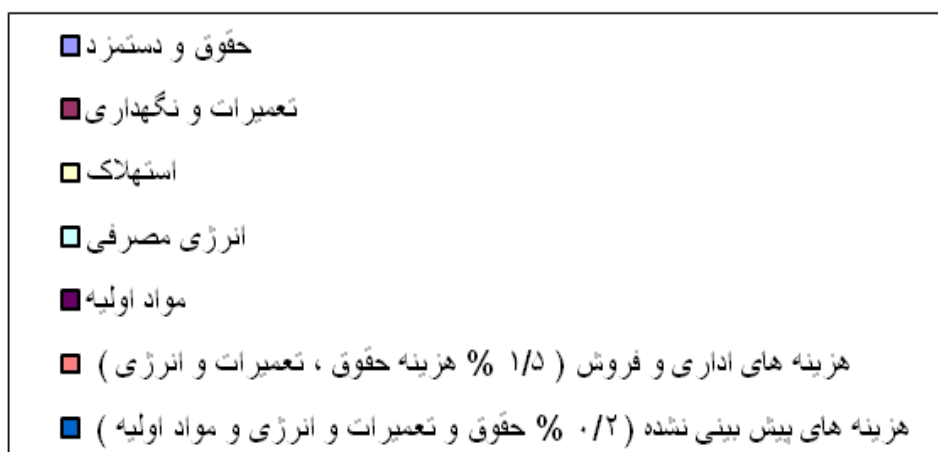 حقوق و دستمزد
تعمیرات و نگهداری
استهلاک
انرژی مصرفی
مواد اولیه
هزینه های اداری و فروش ( ۱/۵ % هزینه حقوق ، تعمیرات و انرژی )
هزینه های پیش بینی نشده ( ۰/۲ % حقوق و تعمیرات و انرژی و مواد اولیه )